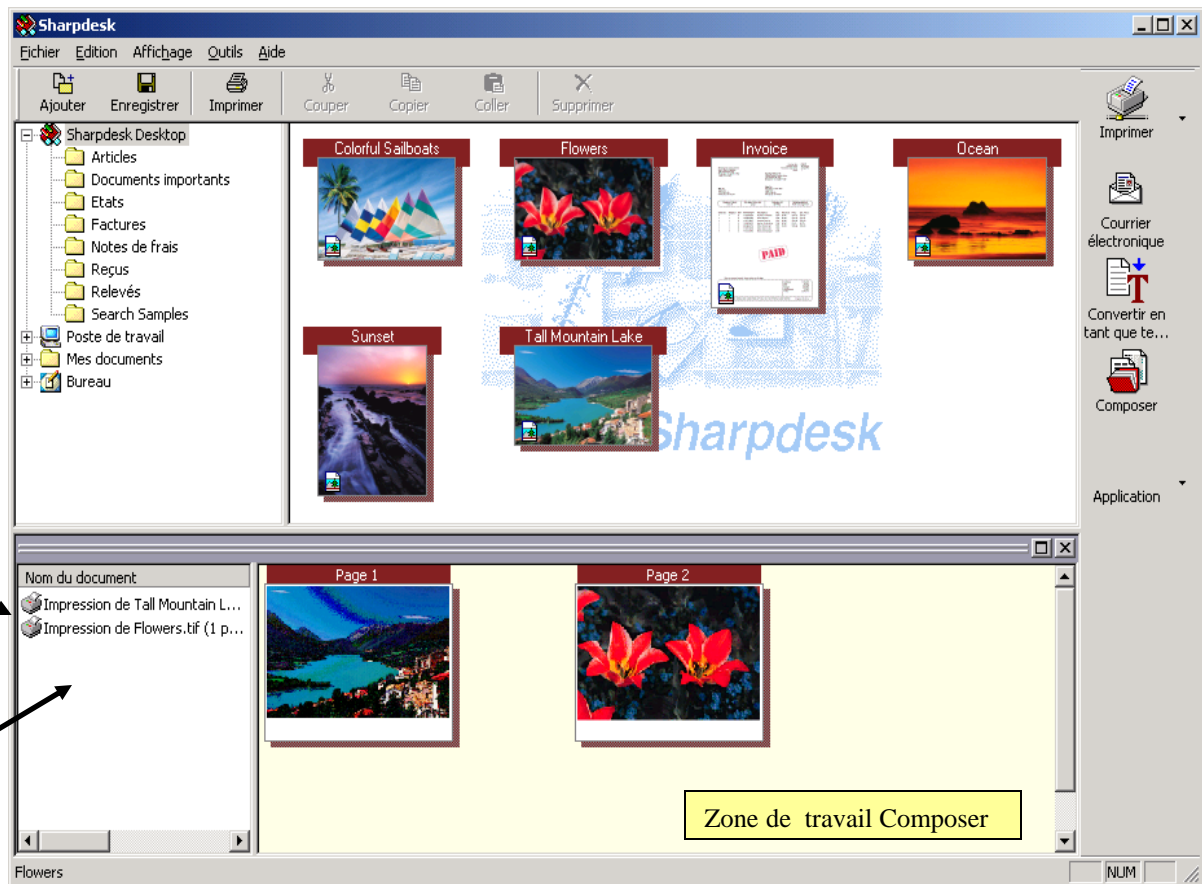 Sharpdesk
Fichier Edition Affichage Outils Aide
Ajouter Enregistrer Imprimer Couper Copier Coller Supprimer
Sharpdesk Desktop
Articles
Documents importants
Etats
Factures
Notes de frais
Reçus
Relevés
Search Samples
Poste de travail
Mes documents
Bureau
Colorful Sailboats
Flowers
Invoice
Ocean
PAID
Sunset
Tall Mountain Lake
Sharpdesk
Imprimer
Courrier
électronique
Convertir en
tant que te...
Composer
Application
Nom du document
Impression de Tall Mountain L...
Impression de Flowers.tif (1 p...
Page 1
Page 2
Zone de travail Composer
Flowers
NUM